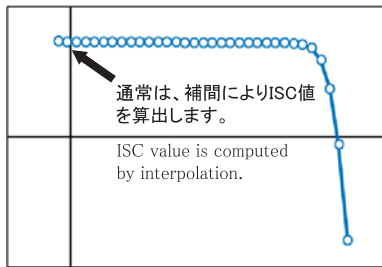 通常は、補間によりISC値
を算出します。
ISC value is computed
by interpolation.